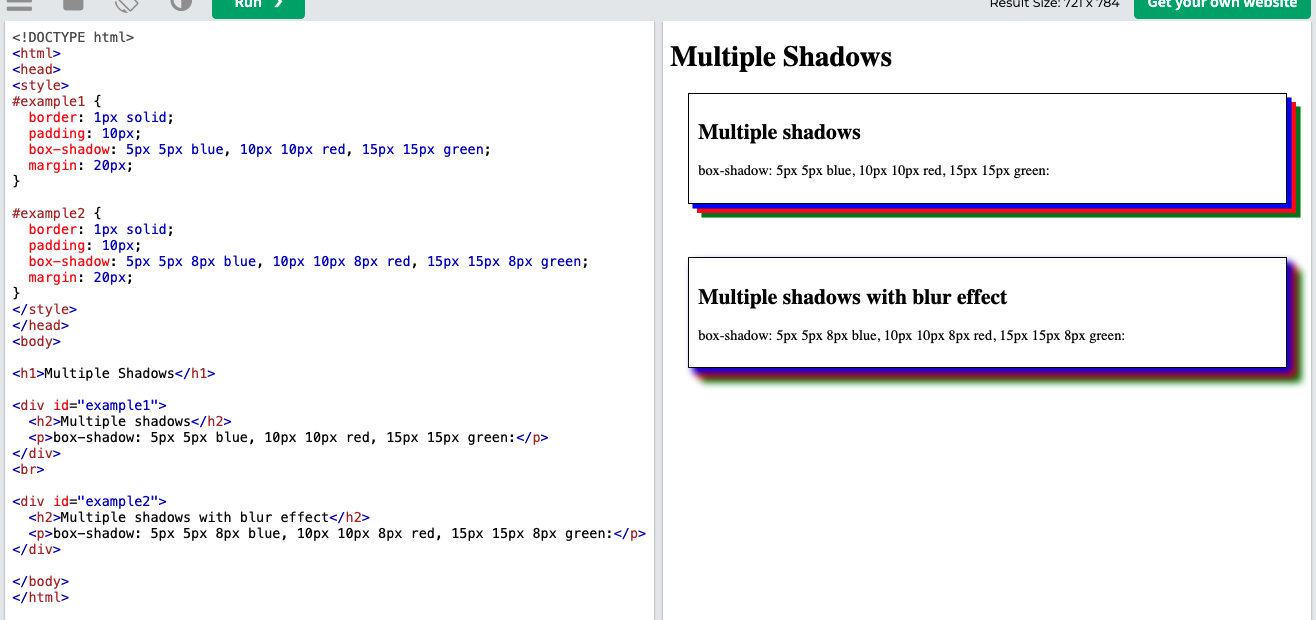 Run ❯
Result Size: 721 x 784
Get your own website
<!DOCTYPE html>
<html>
<head>
<style>
#example1 {
  border: 1px solid;
  padding: 10px;
  box-shadow: 5px 5px blue, 10px 10px red, 15px 15px green;
  margin: 20px;
}

#example2 {
  border: 1px solid;
  padding: 10px;
  box-shadow: 5px 5px 8px blue, 10px 10px 8px red, 15px 15px 8px green;
  margin: 20px;
}
</style>
</head>
<body>

<h1>Multiple Shadows</h1>

<div id="example1">
  <h2>Multiple shadows</h2>
  <p>box-shadow: 5px 5px blue, 10px 10px red, 15px 15px green:</p>
</div>
<br>

<div id="example2">
  <h2>Multiple shadows with blur effect</h2>
  <p>box-shadow: 5px 5px 8px blue, 10px 10px 8px red, 15px 15px 8px green:</p>
</div>

</body>
</html>
Multiple Shadows
Multiple shadows
box-shadow: 5px 5px blue, 10px 10px red, 15px 15px green:
Multiple shadows with blur effect
box-shadow: 5px 5px 8px blue, 10px 10px 8px red, 15px 15px 8px green: